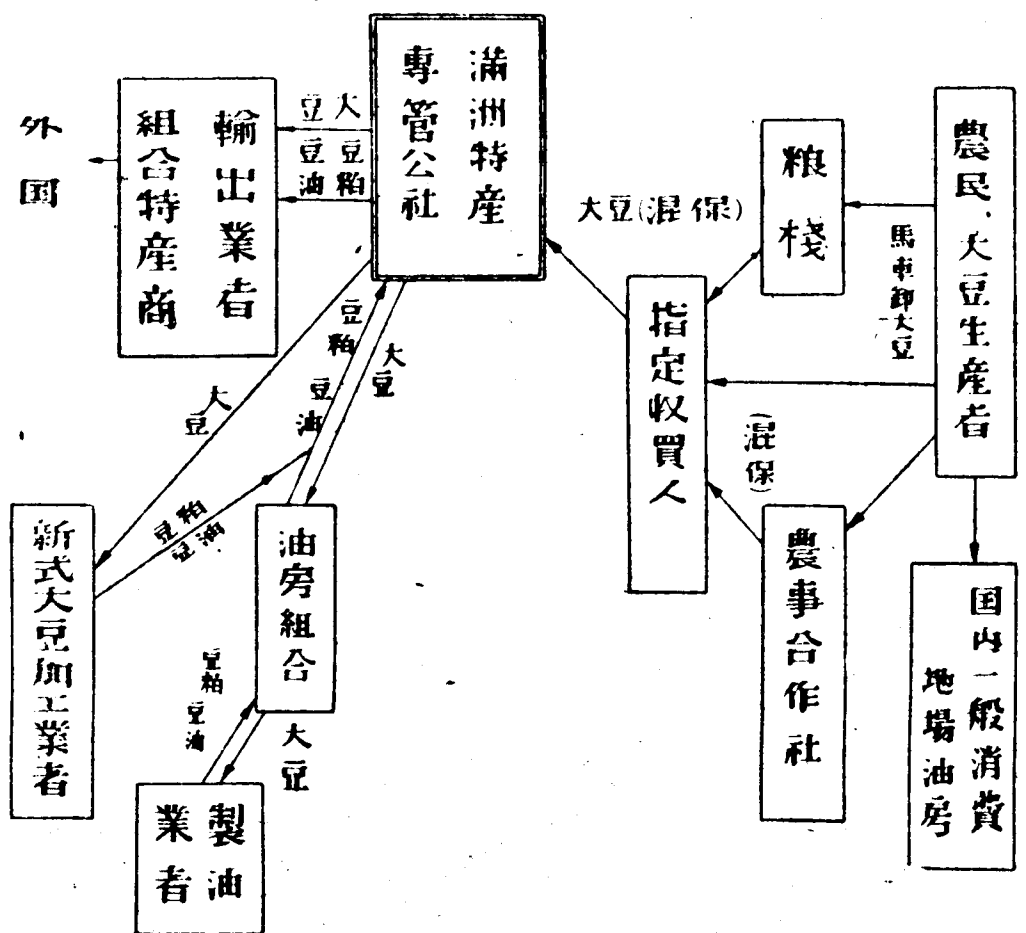 農民、大豆生産者
馬車卸大豆
国内一般消費
地場油房
粮棧
(混保)
農事合作社
指定收買人
大豆(混保)
滿洲特産
專管公社
大豆
豆粕
豆油
輸出業者
組合特産商
外国
大豆
豆粕
豆油
大豆
油房組合
大豆
豆粕
豆油
製油
業者
豆粕
豆油
新式大豆加工業者